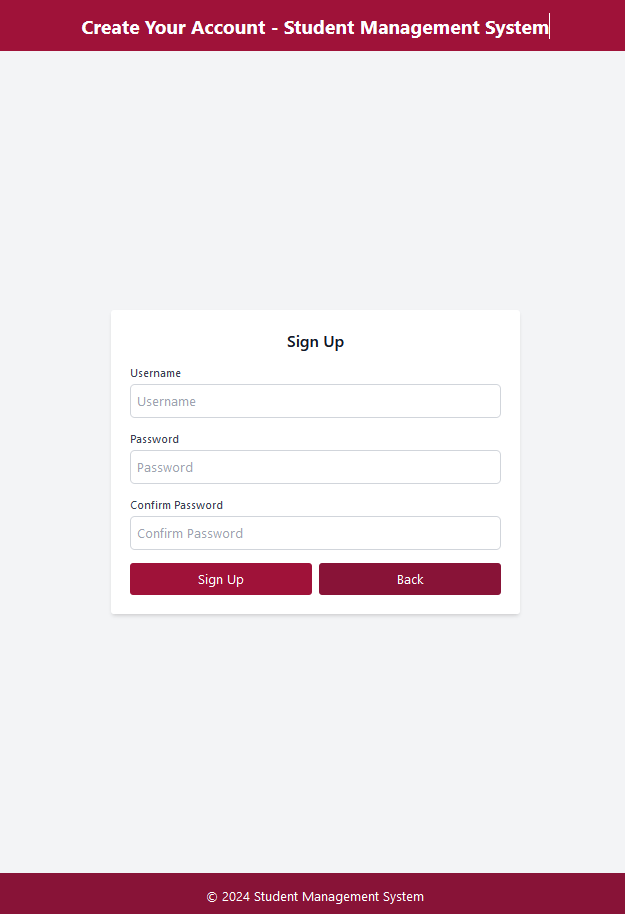 Create Your Account - Student Management System
Sign Up
Username
Username
Password
Password
Confirm Password
Confirm Password
Sign Up Back
© 2024 Student Management System